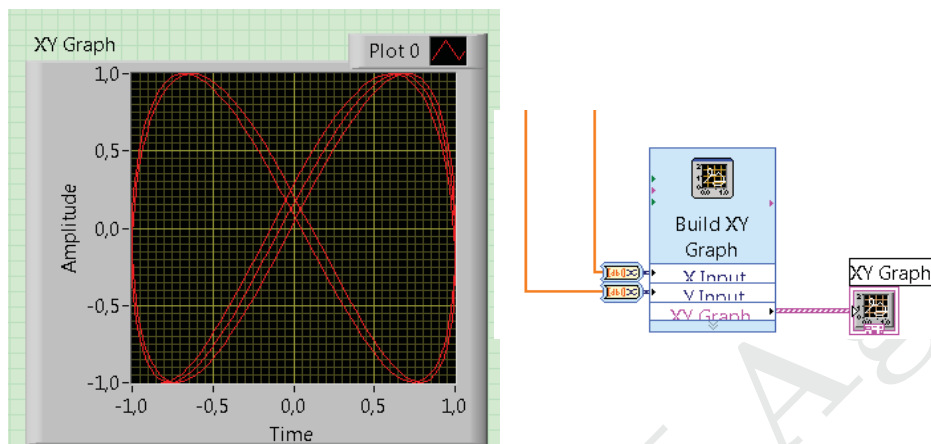 XY Graph
Plot 0
1,0
0,5
0,0
-0,5
-1,0
Amplitude
-1,0 -0,5 0,0 0,5 1,0
Time
Build XY
Graph
X Input
Y Input
XY Graph
XY Graph